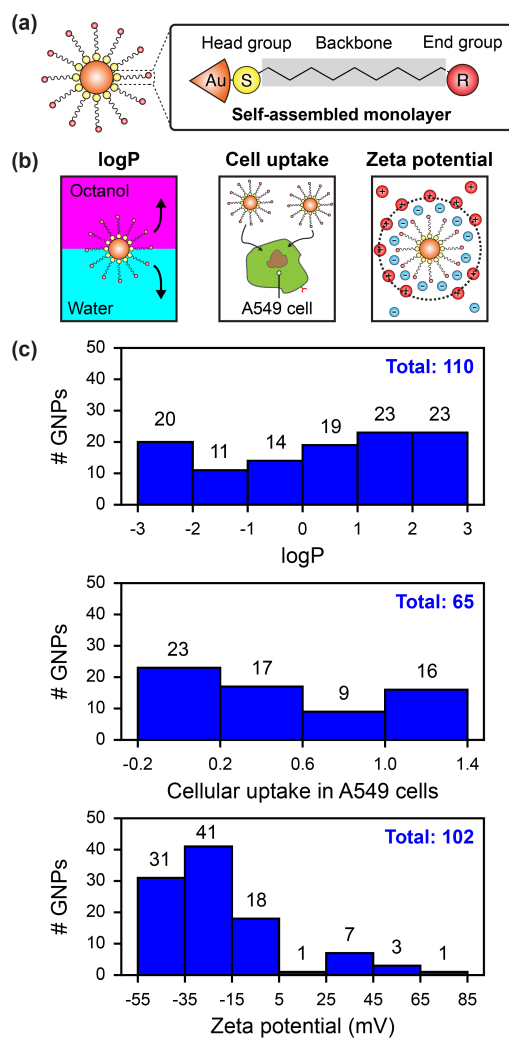 (a)
Head group Backbone End group
Au S R
Self-assembled monolayer
(b)
logP Cell uptake Zeta potential
Octanol
Water
A549 cell
(c)
50
40
30
20
10
0
# GNPs
Total: 110
20 11 14 19 23 23
-3 -2 -1 0 1 2 3
logP
50
40
30
20
10
0
# GNPs
Total: 65
23 17 9 16
-0.2 0.2 0.6 1.0 1.4
Cellular uptake in A549 cells
50
40
30
20
10
0
# GNPs
Total: 102
31 41 18 1 7 3 1
-55 -35 -15 5 25 45 65 85
Zeta potential (mV)